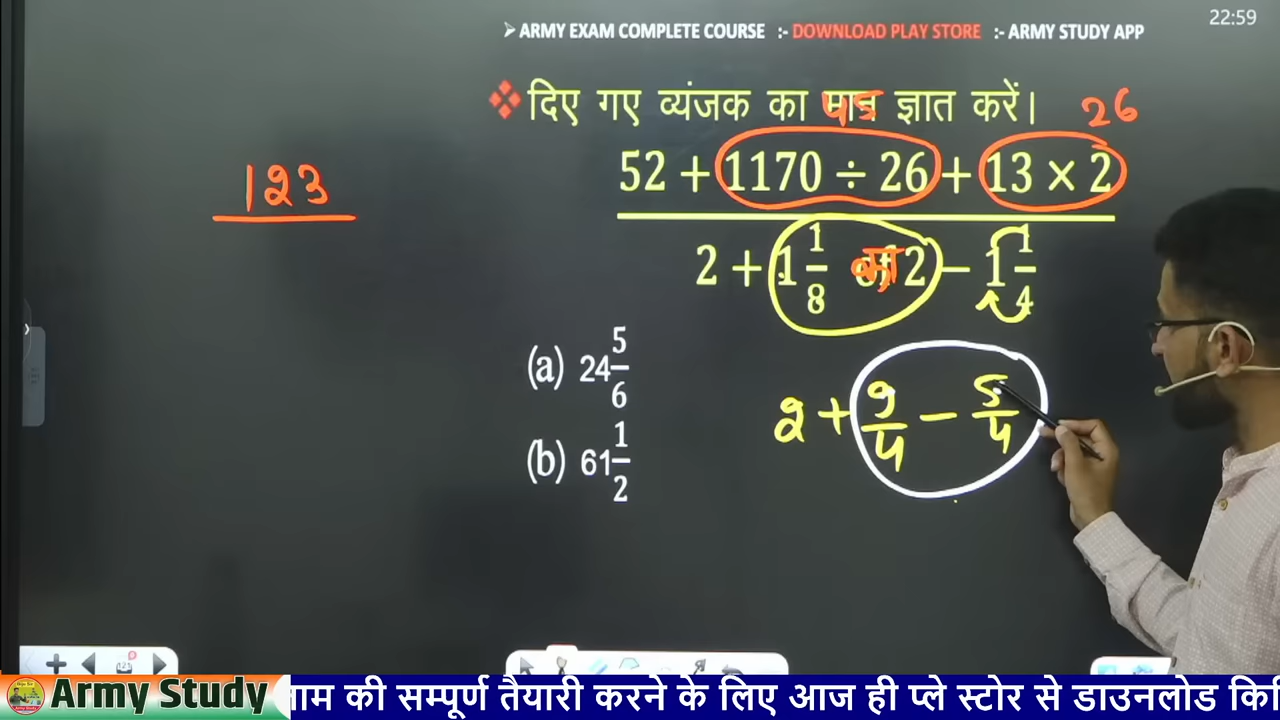 22:59
➢ ARMY EXAM COMPLETE COURSE :- DOWNLOAD PLAY STORE :- ARMY STUDY APP
❖ दिए गए व्यंजक का मान ज्ञात करें।
45
26
52 + 1170 ÷ 26 + 13 × 2
2 + 1 1/8 of 2 − 1 1/4
का
123
(a) 24 5/6
(b) 61 1/2
2 + 9/4 − 5/4
Army Study
की सम्पूर्ण तैयारी करने के लिए आज ही प्ले स्टोर से डाउनलोड